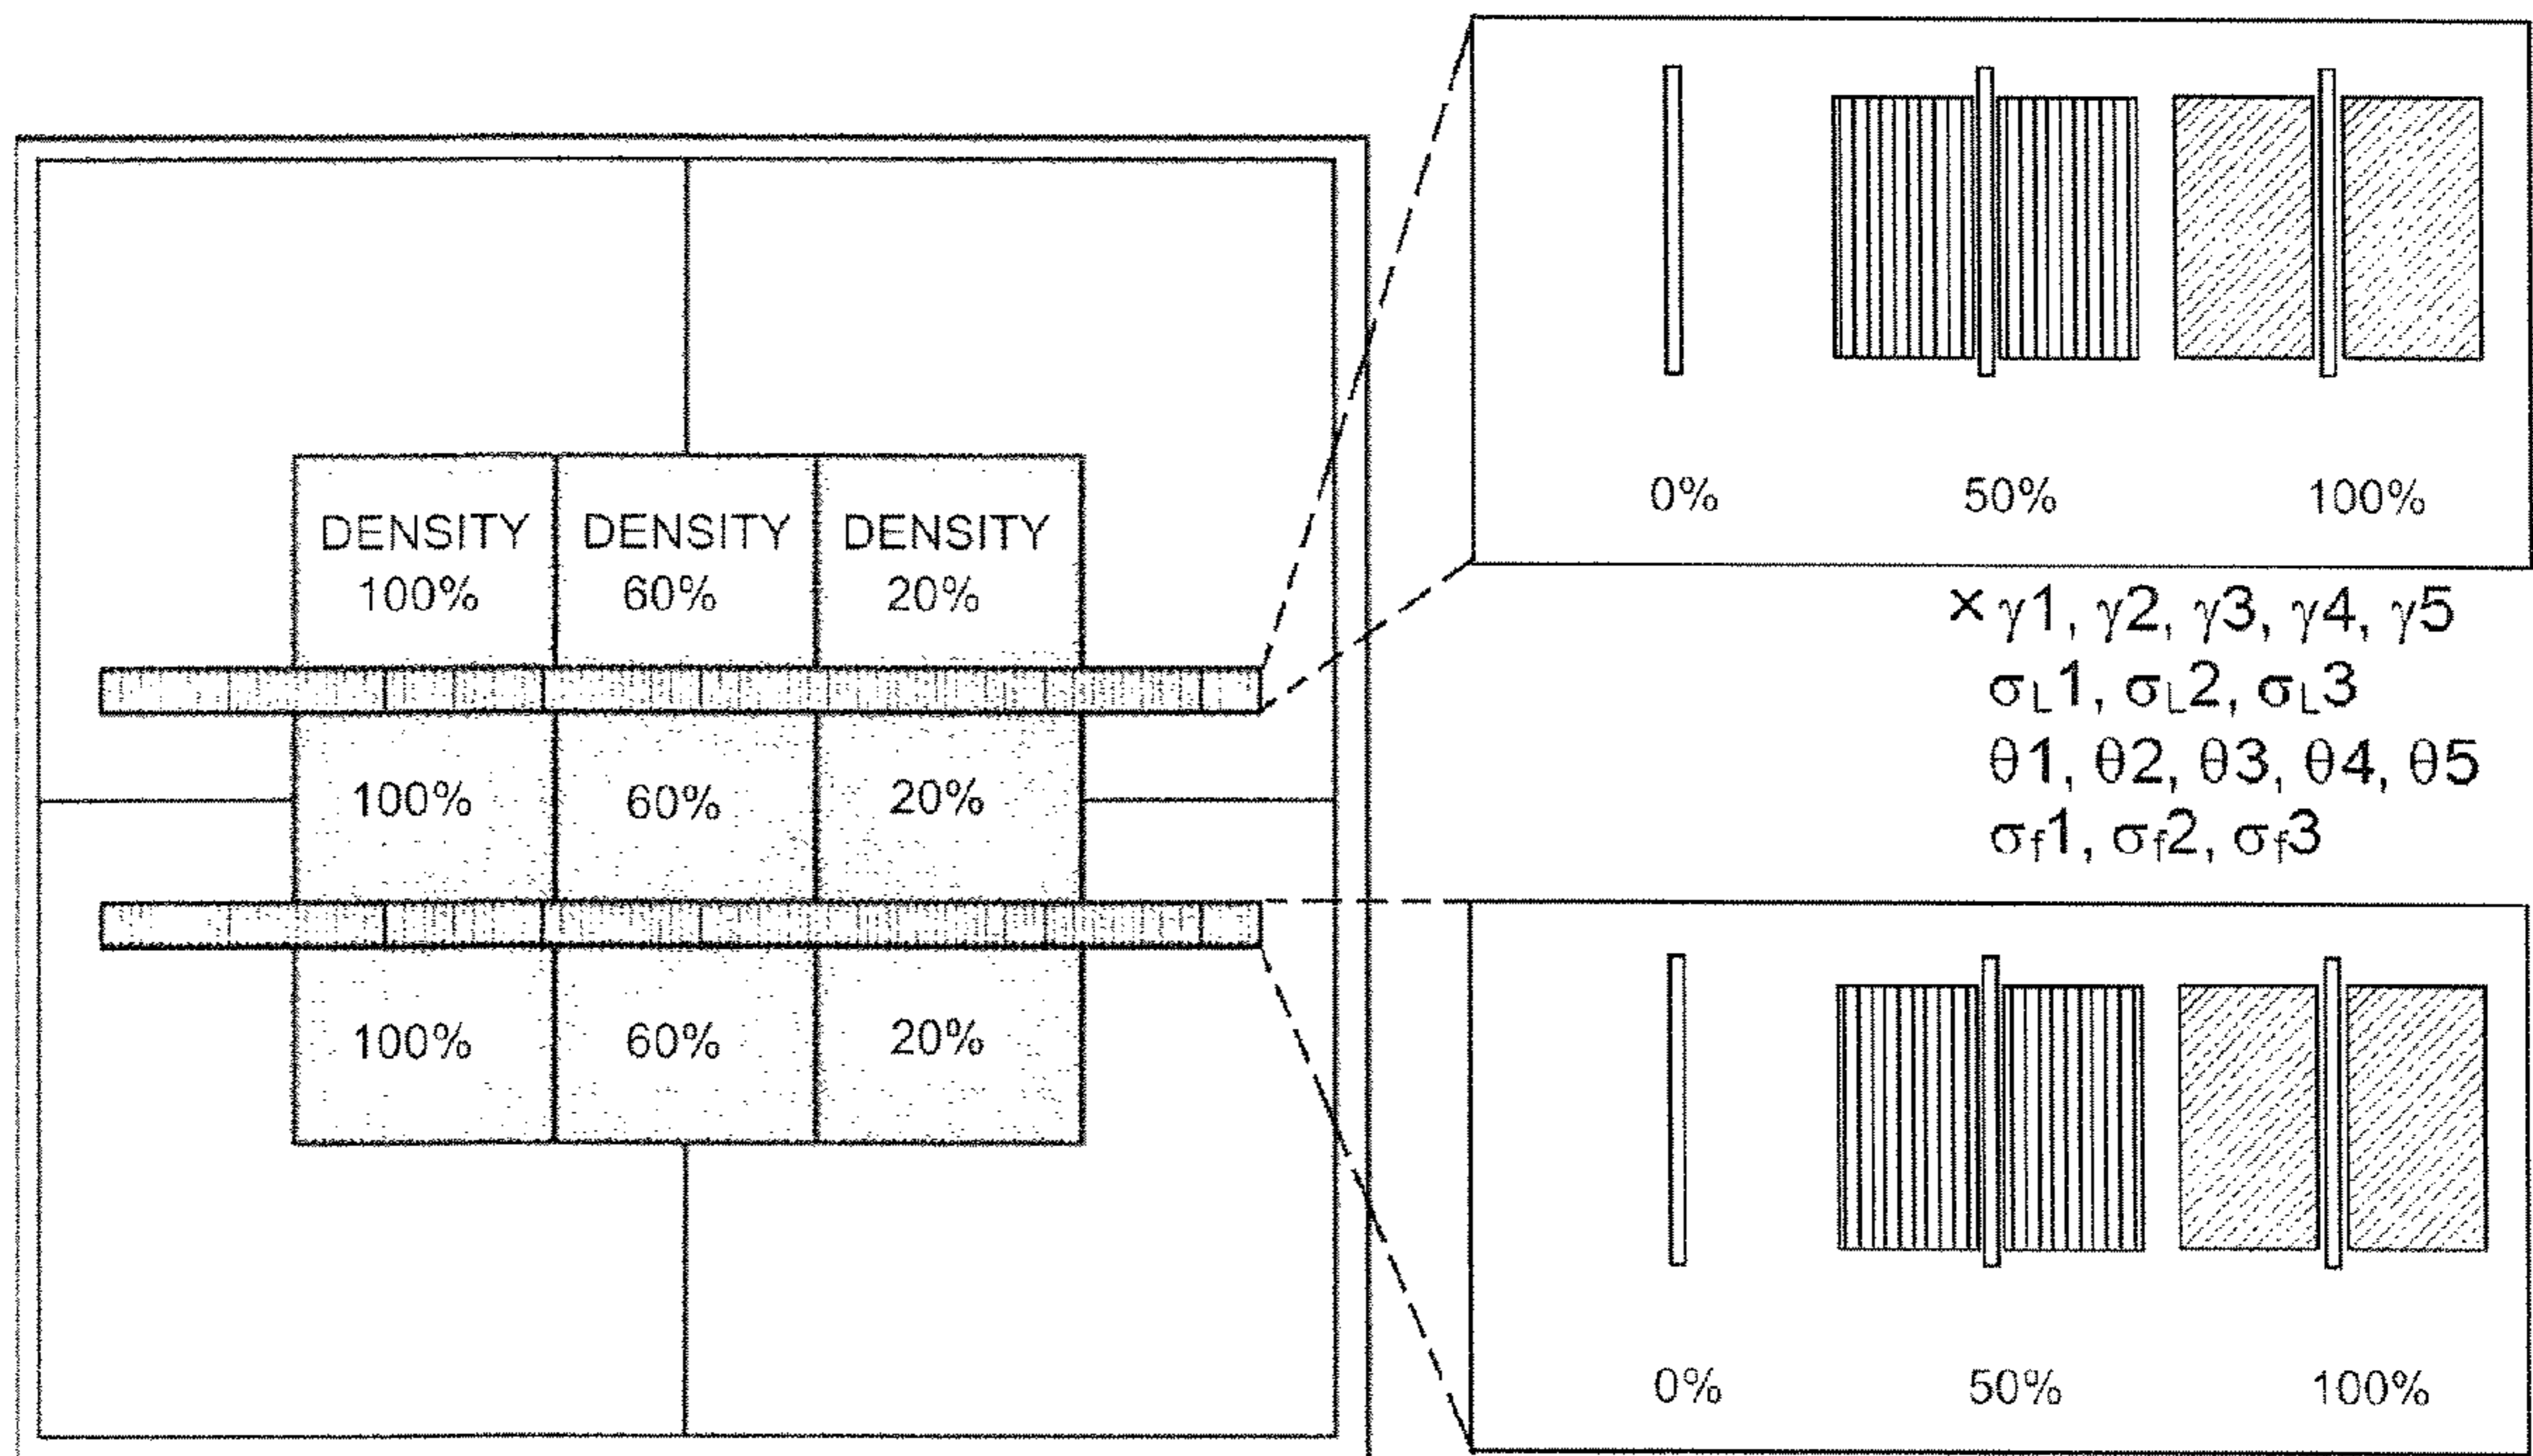 DENSITY 100%
DENSITY 60%
DENSITY 20%
100% 60% 20%
100% 60% 20%
0% 50% 100%
×γ1, γ2, γ3, γ4, γ5
σL1, σL2, σL3
θ1, θ2, θ3, θ4, θ5
σf1, σf2, σf3
0% 50% 100%